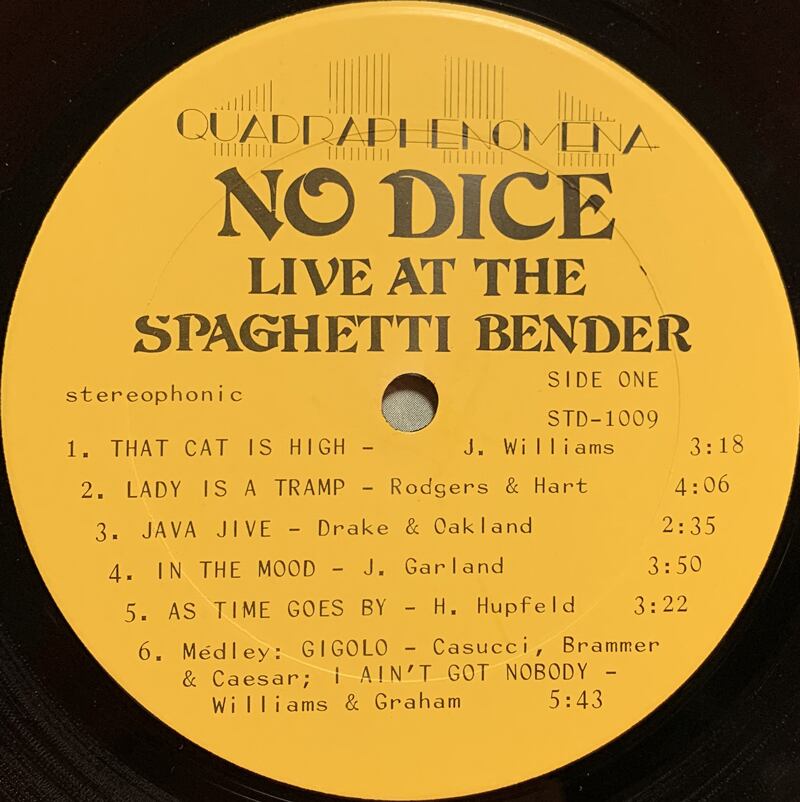 QUADRAPHENOMENA
NO DICE
LIVE AT THE
SPAGHETTI BENDER
stereophonic
SIDE ONE
STD-1009
1. THAT CAT IS HIGH - J. Williams 3:18
2. LADY IS A TRAMP - Rodgers & Hart 4:06
3. JAVA JIVE - Drake & Oakland 2:35
4. IN THE MOOD - J. Garland 3:50
5. AS TIME GOES BY - H. Hupfeld 3:22
6. Medley: GIGOLO - Casucci, Brammer
& Caesar; I AIN'T GOT NOBODY -
Williams & Graham 5:43